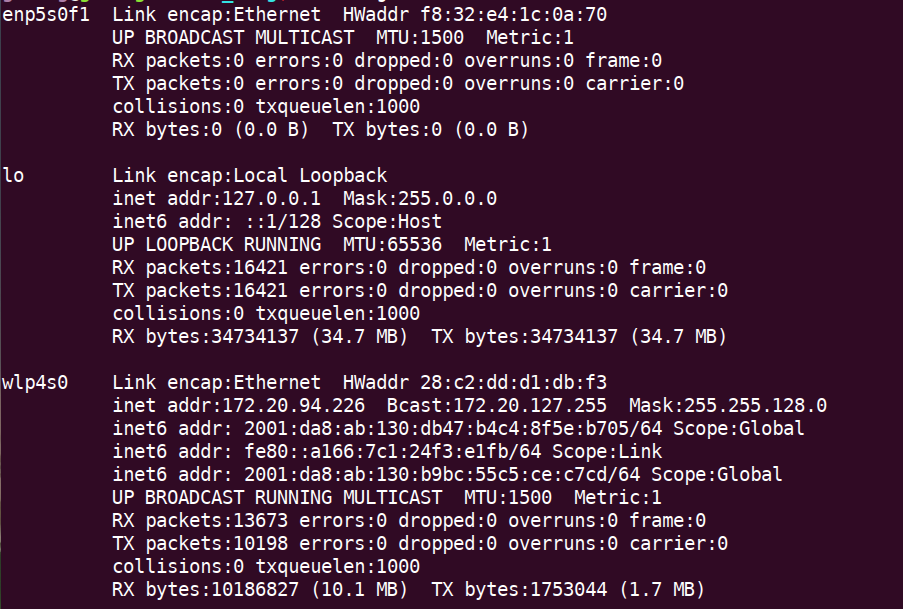 enp5s0f1  Link encap:Ethernet  HWaddr f8:32:e4:1c:0a:70
          UP BROADCAST MULTICAST  MTU:1500  Metric:1
          RX packets:0 errors:0 dropped:0 overruns:0 frame:0
          TX packets:0 errors:0 dropped:0 overruns:0 carrier:0
          collisions:0 txqueuelen:1000
          RX bytes:0 (0.0 B)  TX bytes:0 (0.0 B)

lo        Link encap:Local Loopback
          inet addr:127.0.0.1  Mask:255.0.0.0
          inet6 addr: ::1/128 Scope:Host
          UP LOOPBACK RUNNING  MTU:65536  Metric:1
          RX packets:16421 errors:0 dropped:0 overruns:0 frame:0
          TX packets:16421 errors:0 dropped:0 overruns:0 carrier:0
          collisions:0 txqueuelen:1000
          RX bytes:34734137 (34.7 MB)  TX bytes:34734137 (34.7 MB)

wlp4s0    Link encap:Ethernet  HWaddr 28:c2:dd:d1:db:f3
          inet addr:172.20.94.226  Bcast:172.20.127.255  Mask:255.255.128.0
          inet6 addr: 2001:da8:ab:130:db47:b4c4:8f5e:b705/64 Scope:Global
          inet6 addr: fe80::a166:7c1:24f3:e1fb/64 Scope:Link
          inet6 addr: 2001:da8:ab:130:b9bc:55c5:ce:c7cd/64 Scope:Global
          UP BROADCAST RUNNING MULTICAST  MTU:1500  Metric:1
          RX packets:13673 errors:0 dropped:0 overruns:0 frame:0
          TX packets:10198 errors:0 dropped:0 overruns:0 carrier:0
          collisions:0 txqueuelen:1000
          RX bytes:10186827 (10.1 MB)  TX bytes:1753044 (1.7 MB)